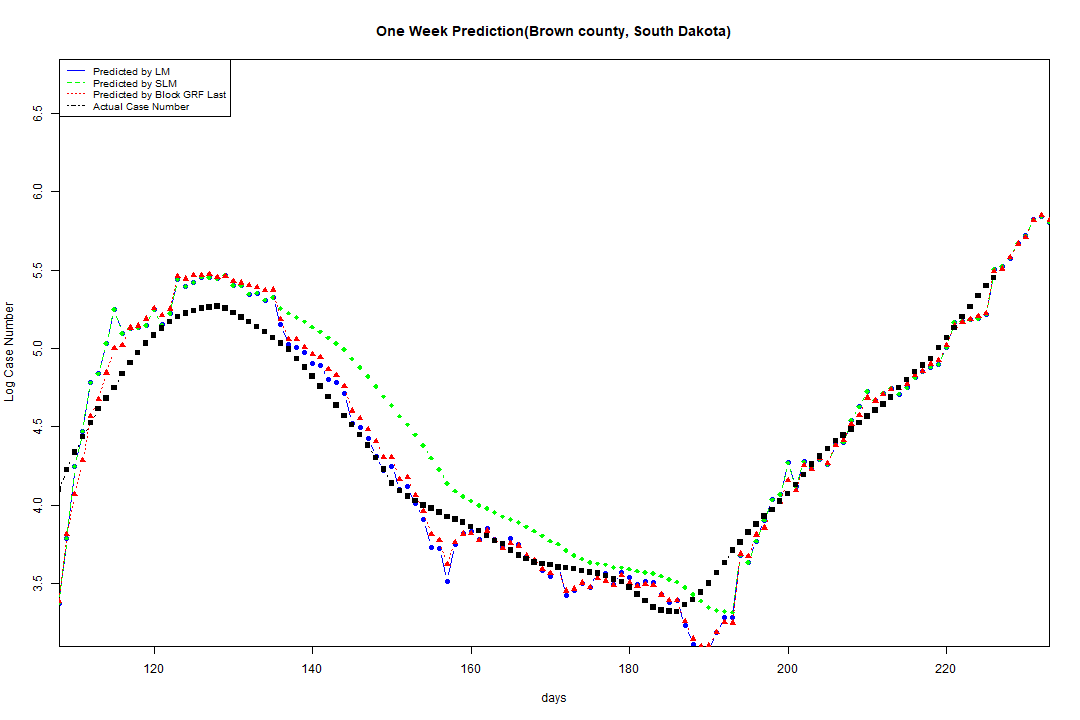 One Week Prediction(Brown county, South Dakota)
Predicted by LM
Predicted by SLM
Predicted by Block GRF Last
Actual Case Number
Log Case Number
6.5
6.0
5.5
5.0
4.5
4.0
3.5
120 140 160 180 200 220
days